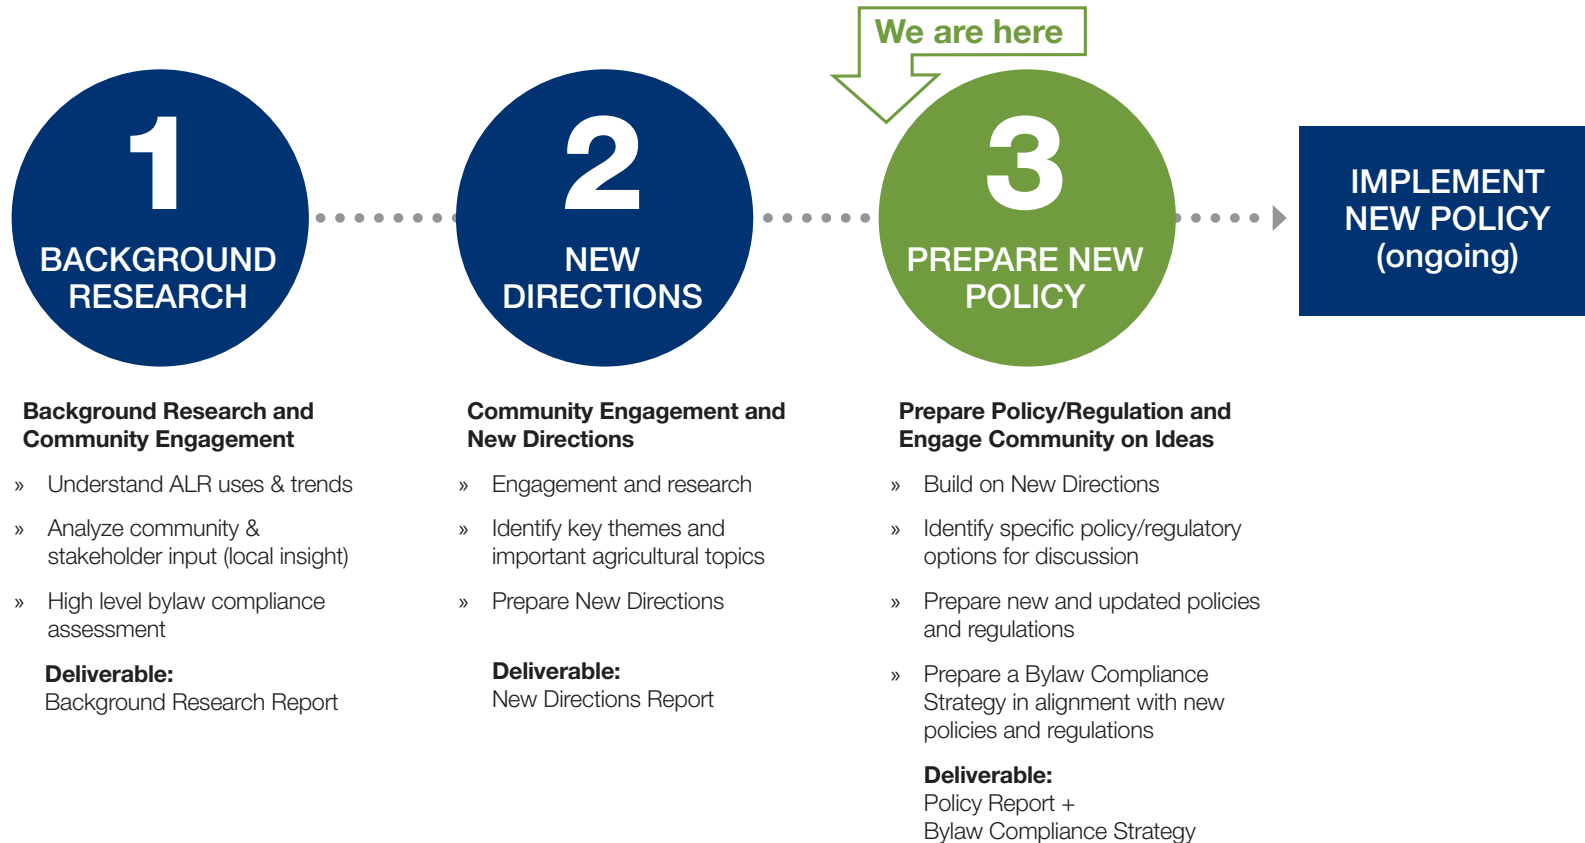 We are here
1
BACKGROUND
RESEARCH
2
NEW
DIRECTIONS
3
PREPARE NEW
POLICY
IMPLEMENT
NEW POLICY
(ongoing)
Background Research and
Community Engagement
» Understand ALR uses & trends
» Analyze community &
stakeholder input (local insight)
» High level bylaw compliance
assessment
Deliverable:
Background Research Report
Community Engagement and
New Directions
» Engagement and research
» Identify key themes and
important agricultural topics
» Prepare New Directions
Deliverable:
New Directions Report
Prepare Policy/Regulation and
Engage Community on Ideas
» Build on New Directions
» Identify specific policy/regulatory
options for discussion
» Prepare new and updated policies
and regulations
» Prepare a Bylaw Compliance
Strategy in alignment with new
policies and regulations
Deliverable:
Policy Report +
Bylaw Compliance Strategy